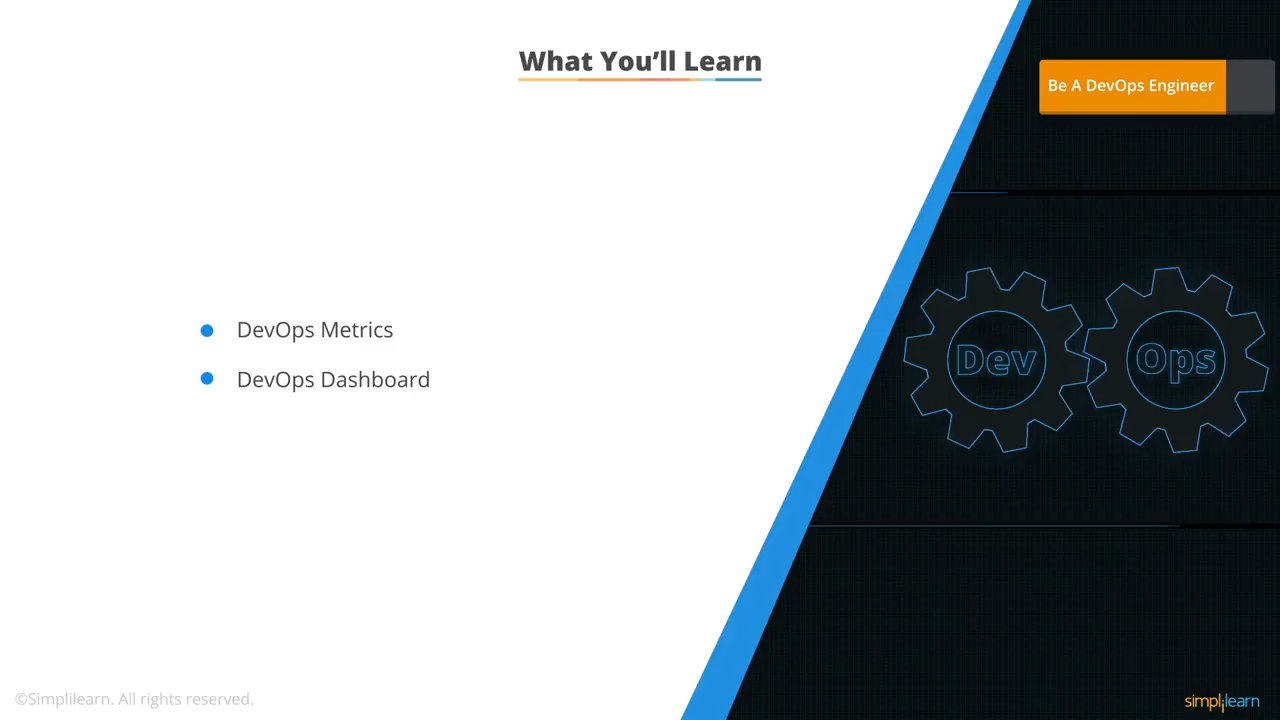 What You’ll Learn
Be A DevOps Engineer
DevOps Metrics
DevOps Dashboard
Dev
Ops
©Simplilearn. All rights reserved.
simplilearn